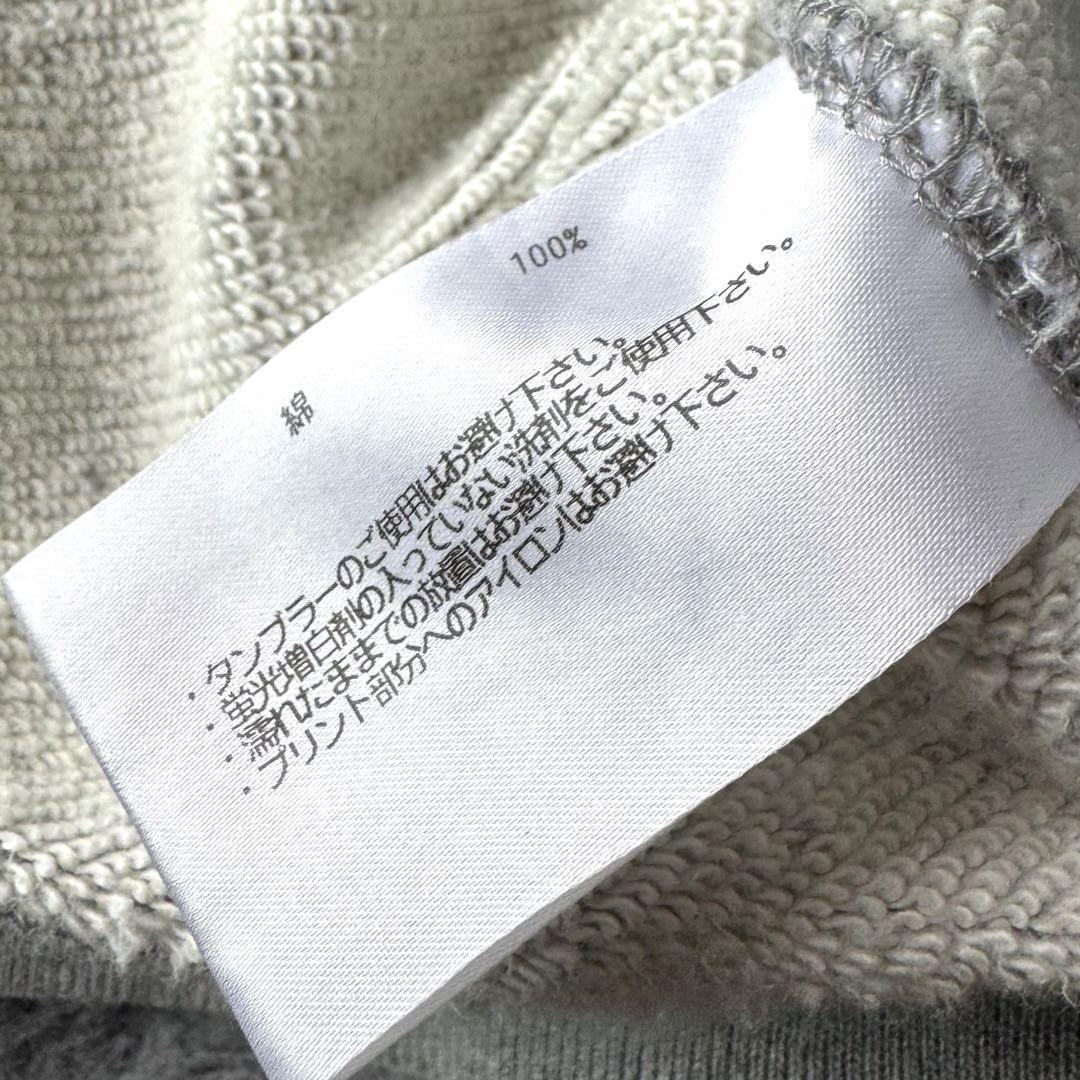 綿 100%
・タンブラーのご使用はお避け下さい。
・蛍光増白剤の入っていない洗剤をご使用下さい。
・濡れたままでの放置はお避け下さい。
・プリント部分へのアイロンはお避け下さい。